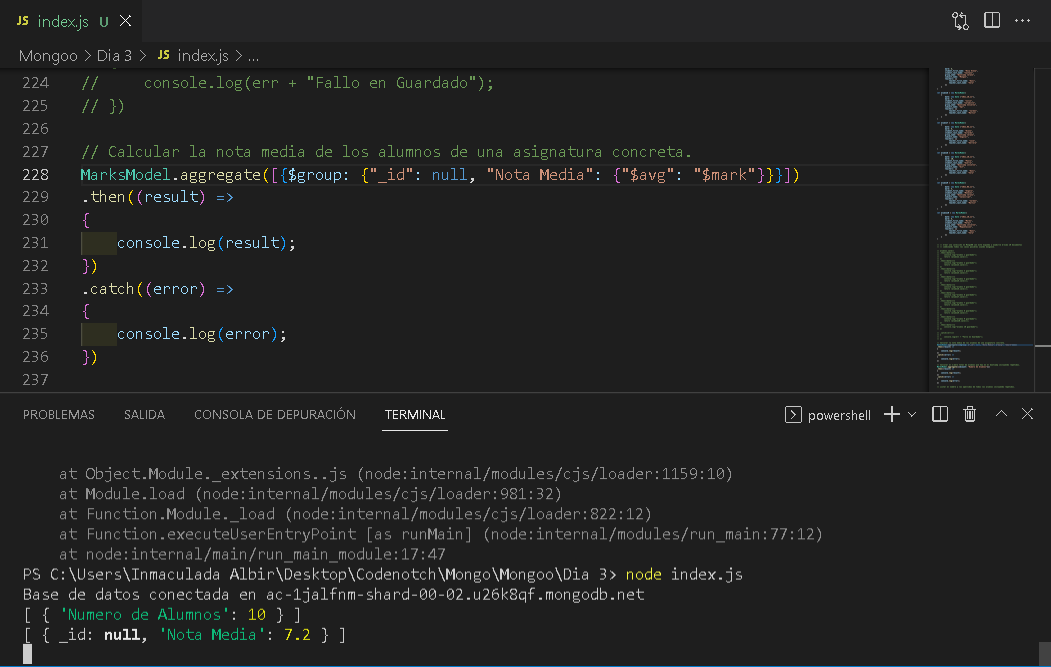 JS index.js U
Mongoo > Dia 3 > JS index.js > ...
224 //     console.log(err + "Fallo en Guardado");
225 // })
226
227 // Calcular la nota media de los alumnos de una asignatura concreta.
228 MarksModel.aggregate([{$group: {"_id": null, "Nota Media": {"$avg": "$mark"}}}])
229 .then((result) =>
230 {
231     console.log(result);
232 })
233 .catch((error) =>
234 {
235     console.log(error);
236 })
237
PROBLEMAS SALIDA CONSOLA DE DEPURACIÓN TERMINAL powershell
    at Object.Module._extensions..js (node:internal/modules/cjs/loader:1159:10)
    at Module.load (node:internal/modules/cjs/loader:981:32)
    at Function.Module._load (node:internal/modules/cjs/loader:822:12)
    at Function.executeUserEntryPoint [as runMain] (node:internal/modules/run_main:77:12)
    at node:internal/main/run_main_module:17:47
PS C:\Users\Inmaculada Albir\Desktop\Codenotch\Mongo\Mongoo\Dia 3> node index.js
Base de datos conectada en ac-1jalfnm-shard-00-02.u26k8qf.mongodb.net
[ { 'Numero de Alumnos': 10 } ]
[ { _id: null, 'Nota Media': 7.2 } ]